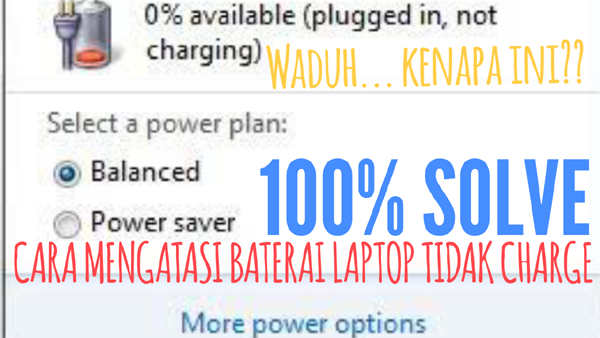 0% available (plugged in, not
charging)
WADUH... KENAPA INI??
Select a power plan:
Balanced
Power saver
100% SOLVE
CARA MENGATASI BATERAI LAPTOP TIDAK CHARGE
More power options